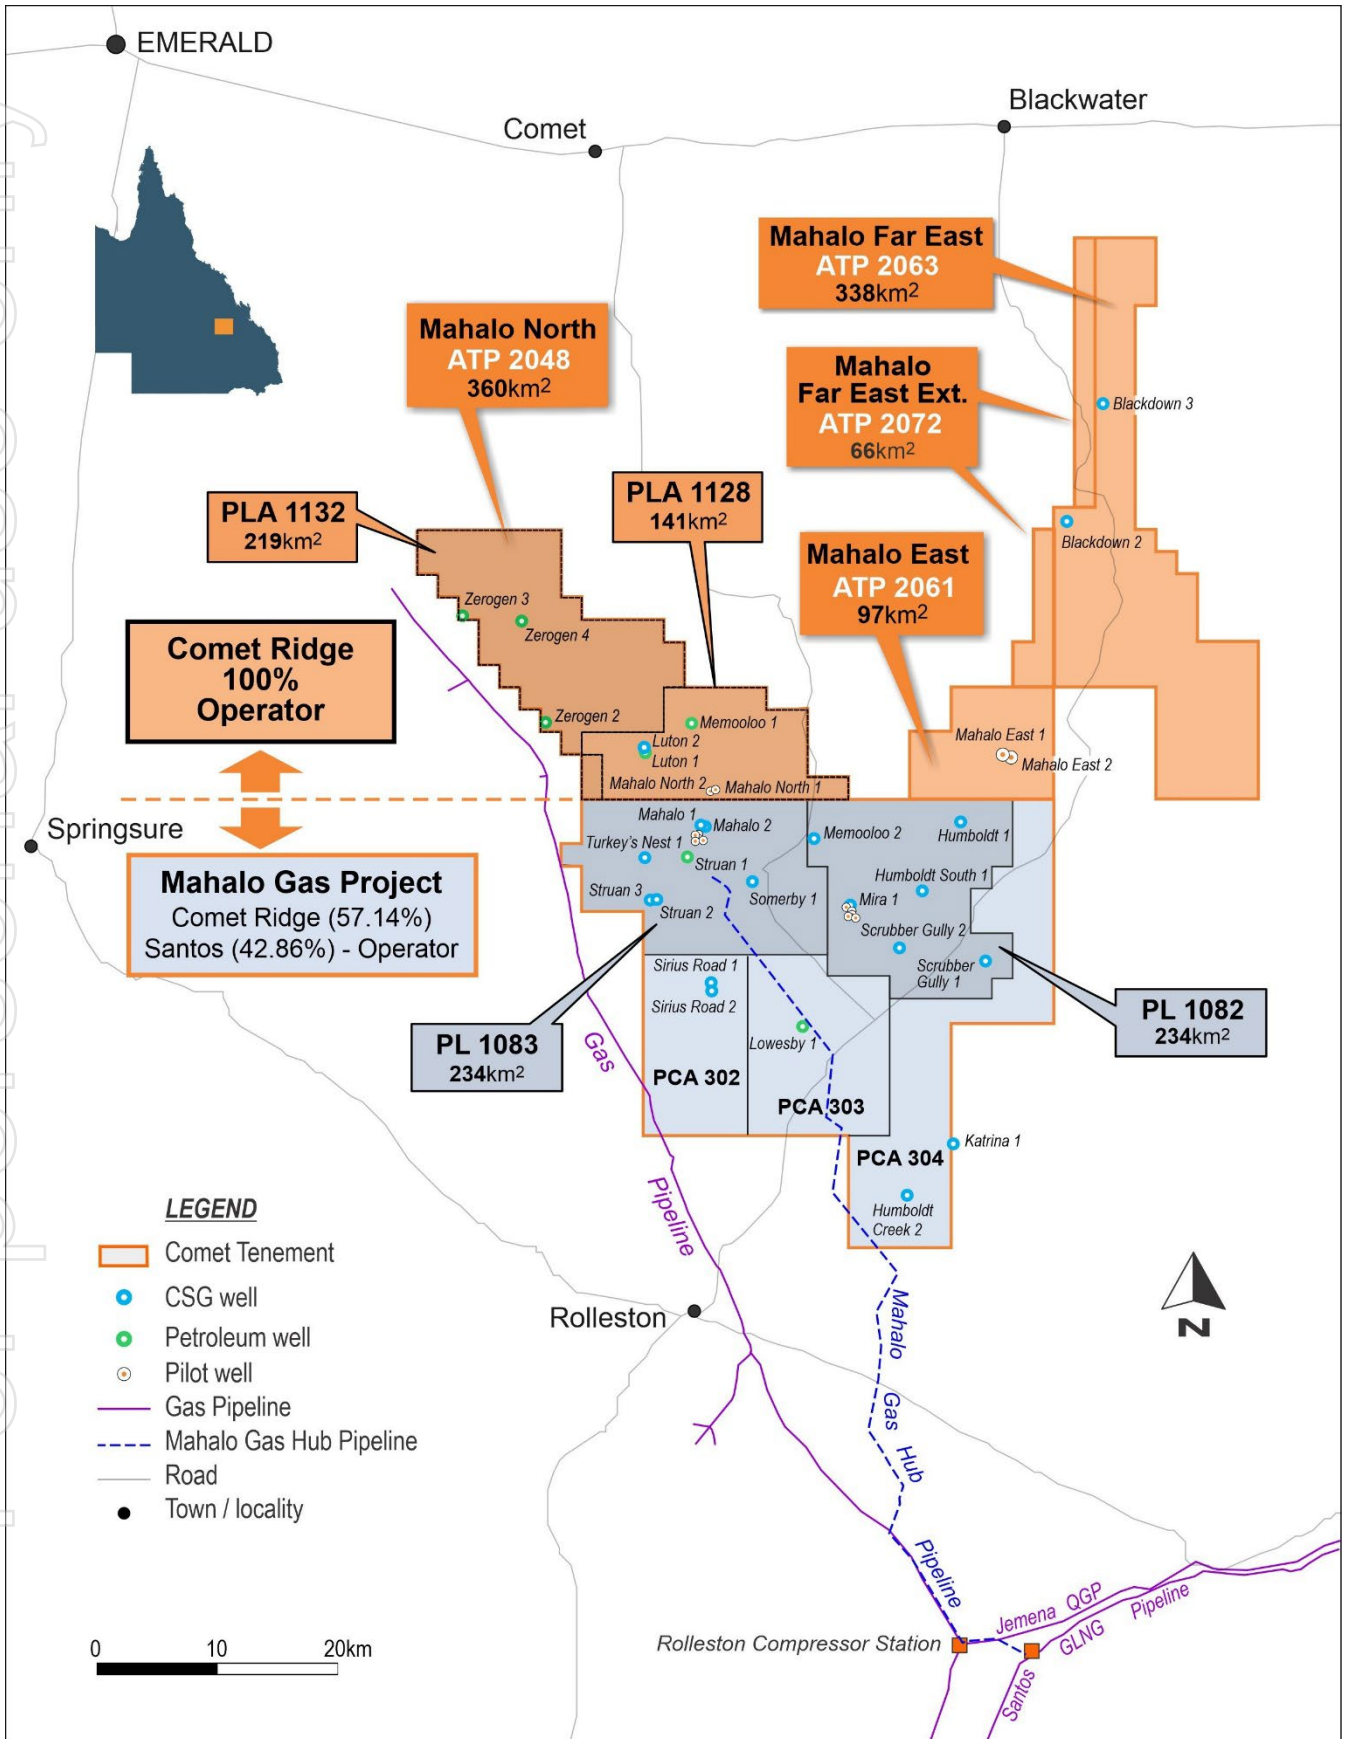 EMERALD
Blackwater
Comet
Mahalo Far East
ATP 2063
338km2
Mahalo North
ATP 2048
360km2
Mahalo
Far East Ext.
ATP 2072
66km2
Blackdown 3
PLA 1132
219km2
PLA 1128
141km2
Blackdown 2
Mahalo East
ATP 2061
97km2
Zerogen 3
Zerogen 4
Comet Ridge
100%
Operator
Zerogen 2
Memooloo 1
Luton 2
Luton 1
Mahalo East 1
Mahalo East 2
Mahalo North 2
Mahalo North 1
Springsure
Mahalo 1
Mahalo 2
Memooloo 2
Humboldt 1
Turkey's Nest 1
Struan 1
Mahalo Gas Project
Comet Ridge (57.14%)
Santos (42.86%) - Operator
Humboldt South 1
Struan 3
Struan 2
Somerby 1
Mira 1
Scrubber Gully 2
Sirius Road 1
Sirius Road 2
Scrubber
Gully 1
PL 1083
234km2
PL 1082
234km2
Lowesby 1
Gas
Pipeline
PCA 302
PCA 303
Katrina 1
PCA 304
Humboldt
Creek 2
LEGEND
Comet Tenement
CSG well
Petroleum well
Pilot well
Gas Pipeline
Mahalo Gas Hub Pipeline
Road
Town / locality
N
Rolleston
Mahalo Gas Hub Pipeline
Jemena QGP
Santos GLNG Pipeline
Rolleston Compressor Station
0 10 20km